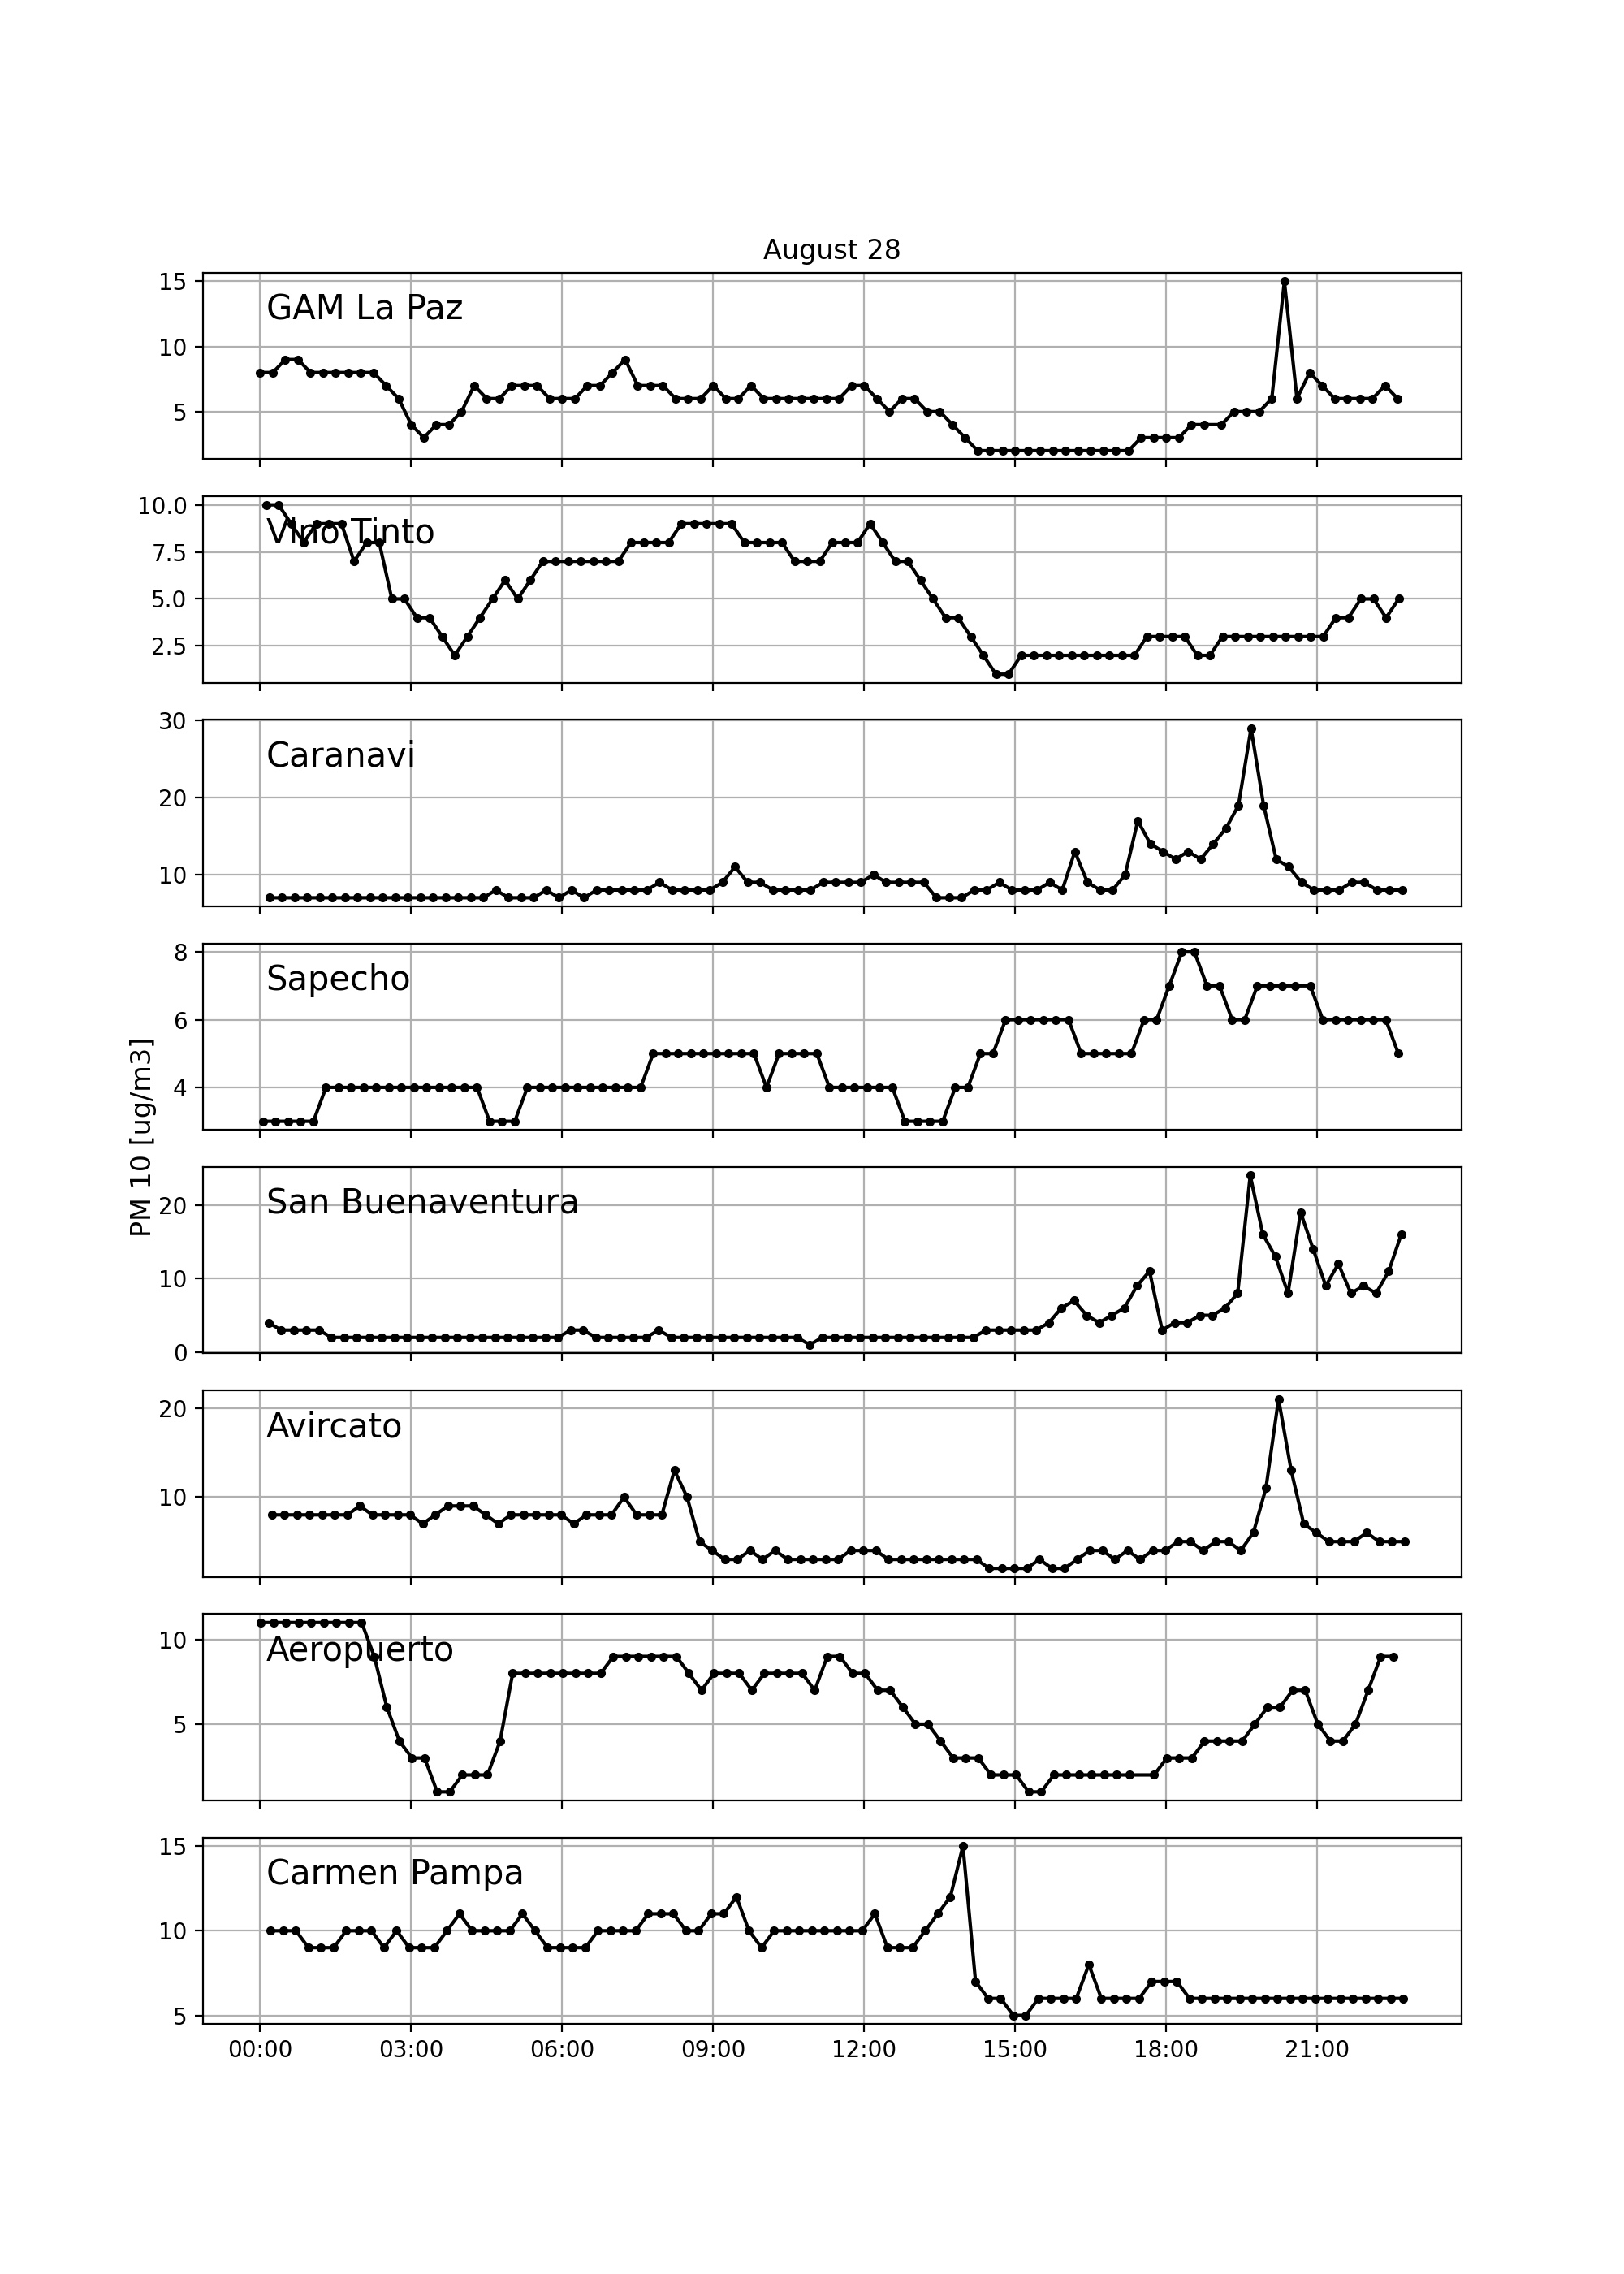 August 28
PM 10 [ug/m3]
15
GAM La Paz
10
5
10.0
Vino Tinto
7.5
5.0
2.5
30
Caranavi
20
10
8
Sapecho
6
4
San Buenaventura
20
10
0
20
Avircato
10
10
Aeropuerto
5
15
Carmen Pampa
10
5
00:00 03:00 06:00 09:00 12:00 15:00 18:00 21:00